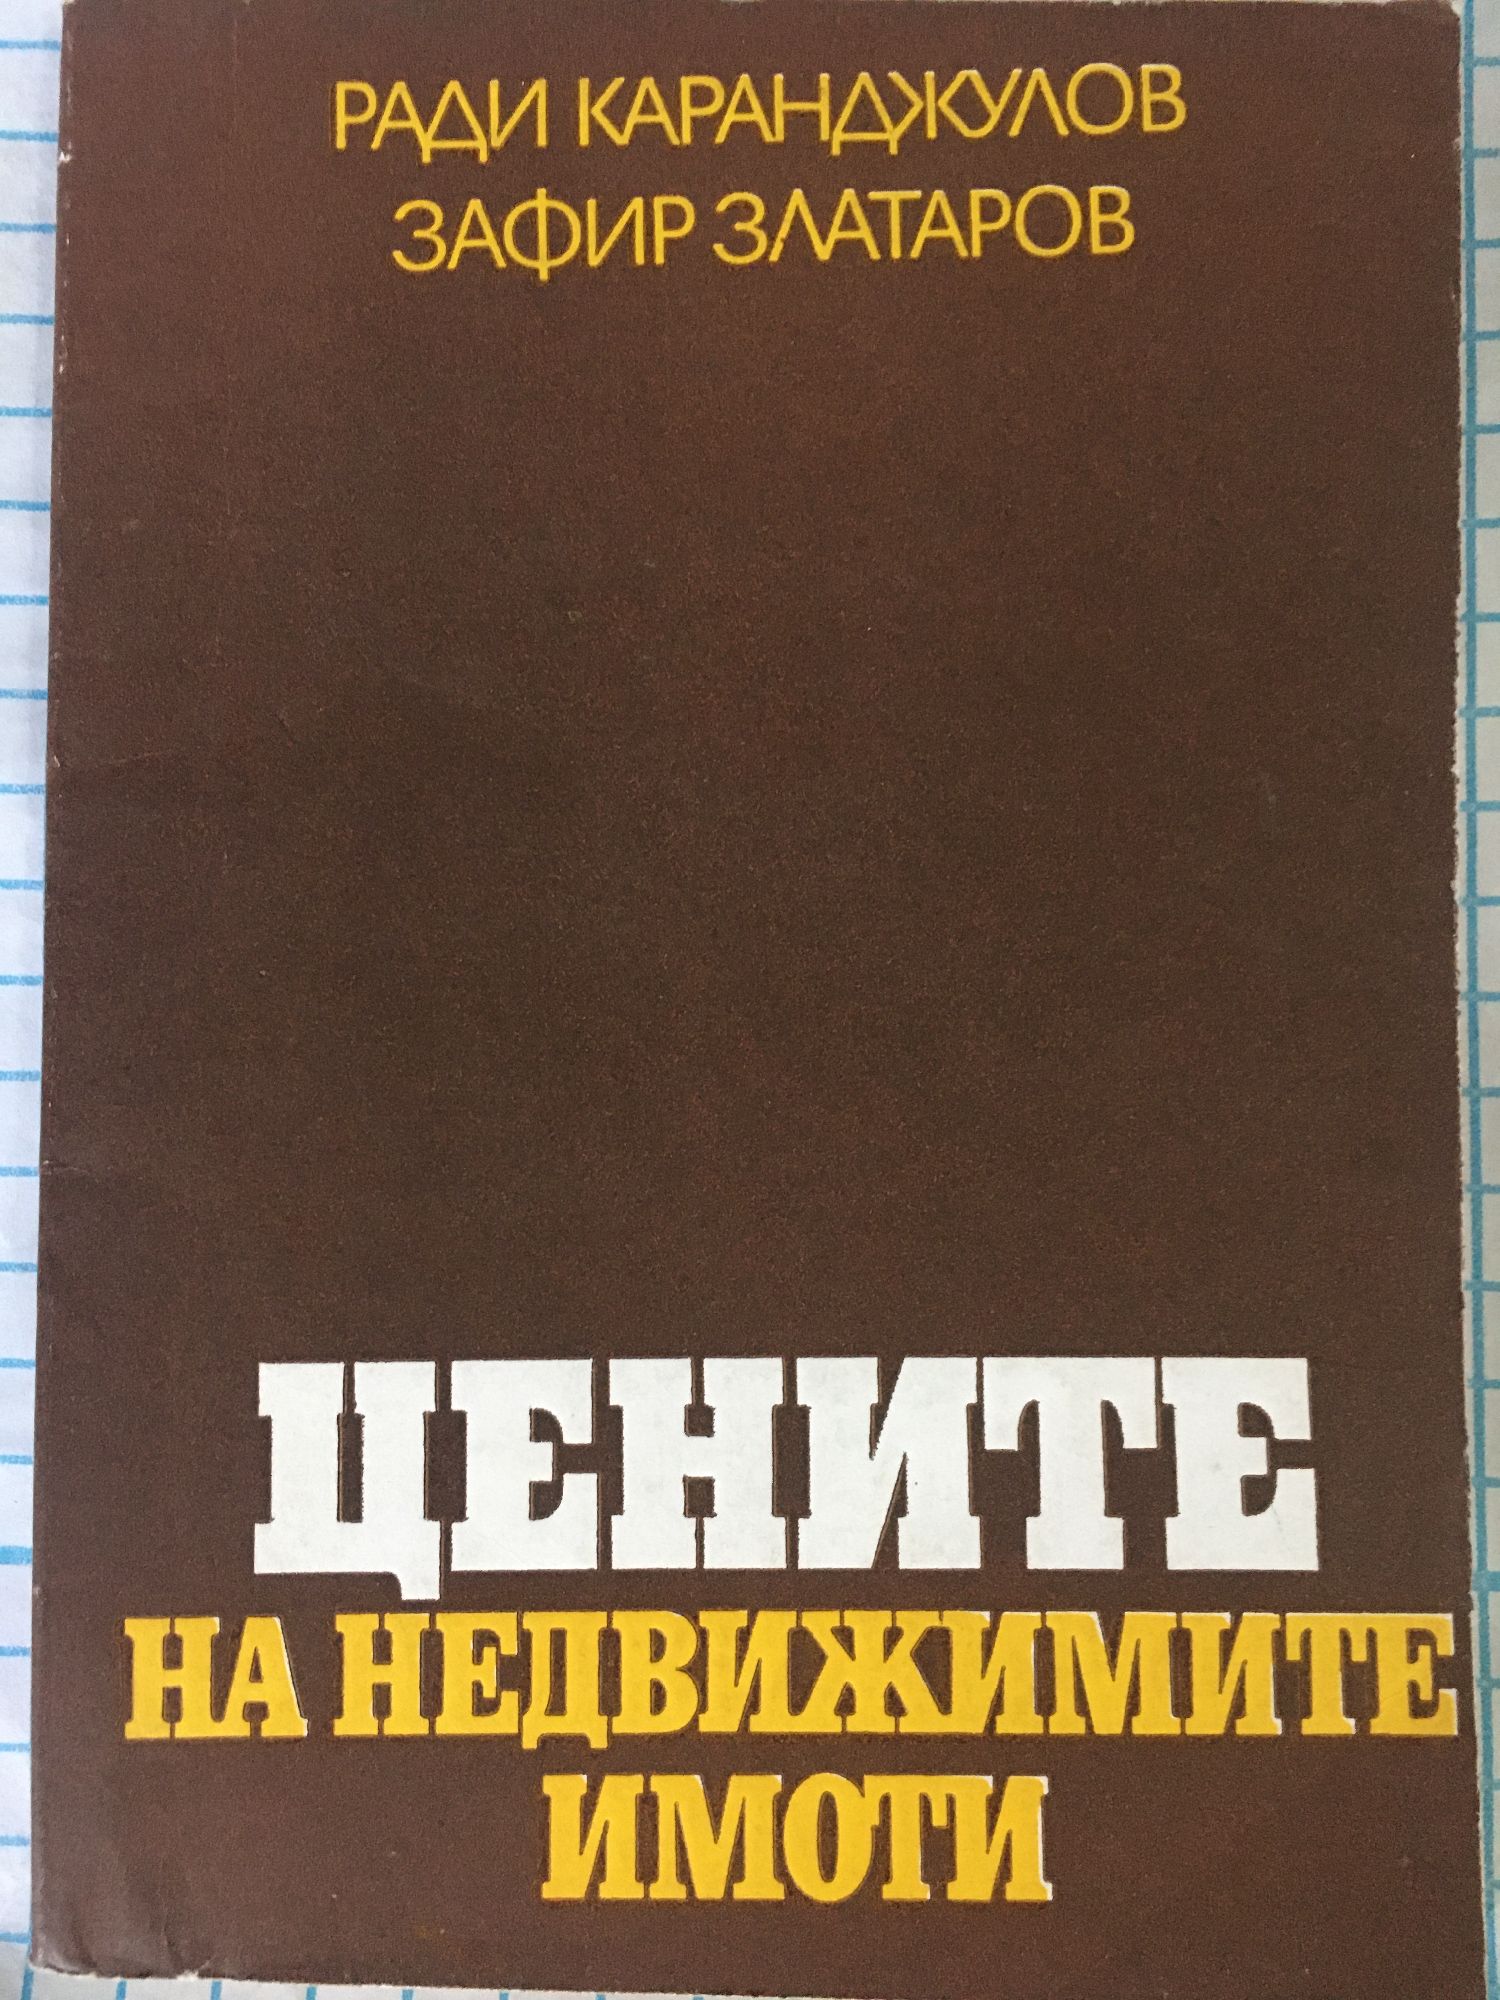 РАДИ КАРАНДЖУЛОВ
ЗАФИР ЗЛАТАРОВ
ЦЕНИТЕ
НА НЕДВИЖИМИТЕ
ИМОТИ